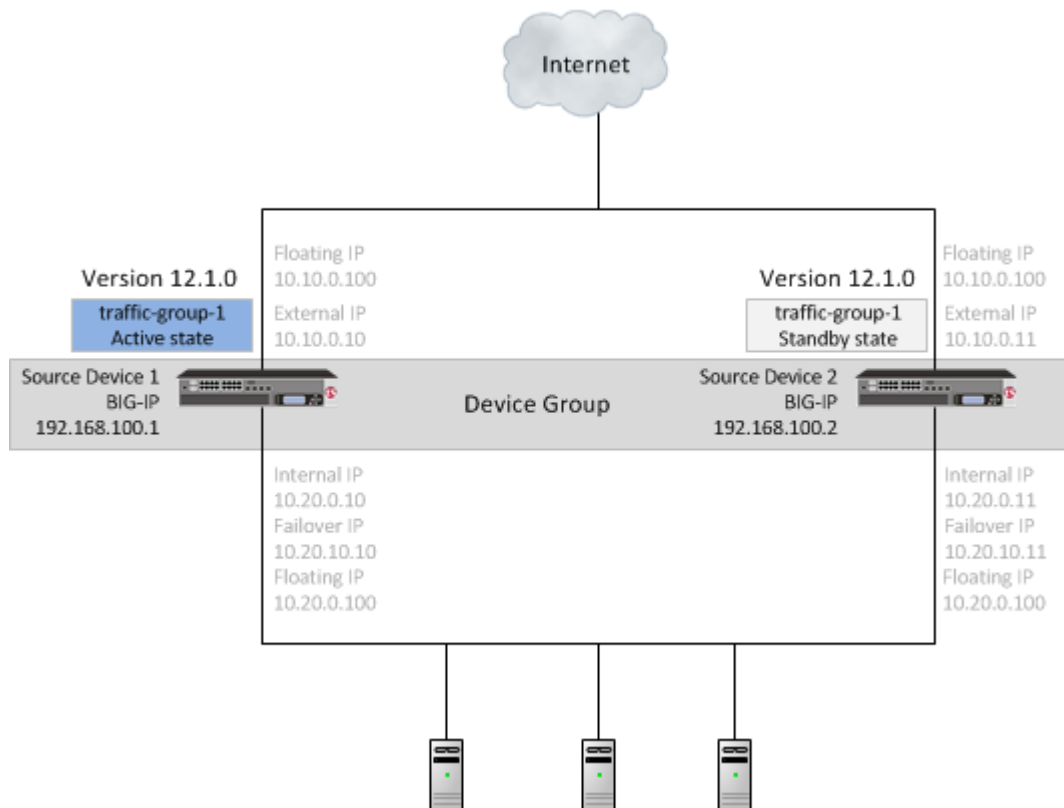 Internet
Version 12.1.0
traffic-group-1
Active state
Floating IP
10.10.0.100
External IP
10.10.0.10
Version 12.1.0
traffic-group-1
Standby state
Floating IP
10.10.0.100
External IP
10.10.0.11
Source Device 1
BIG-IP
192.168.100.1
Device Group
Source Device 2
BIG-IP
192.168.100.2
Internal IP
10.20.0.10
Failover IP
10.20.10.10
Floating IP
10.20.0.100
Internal IP
10.20.0.11
Failover IP
10.20.10.11
Floating IP
10.20.0.100